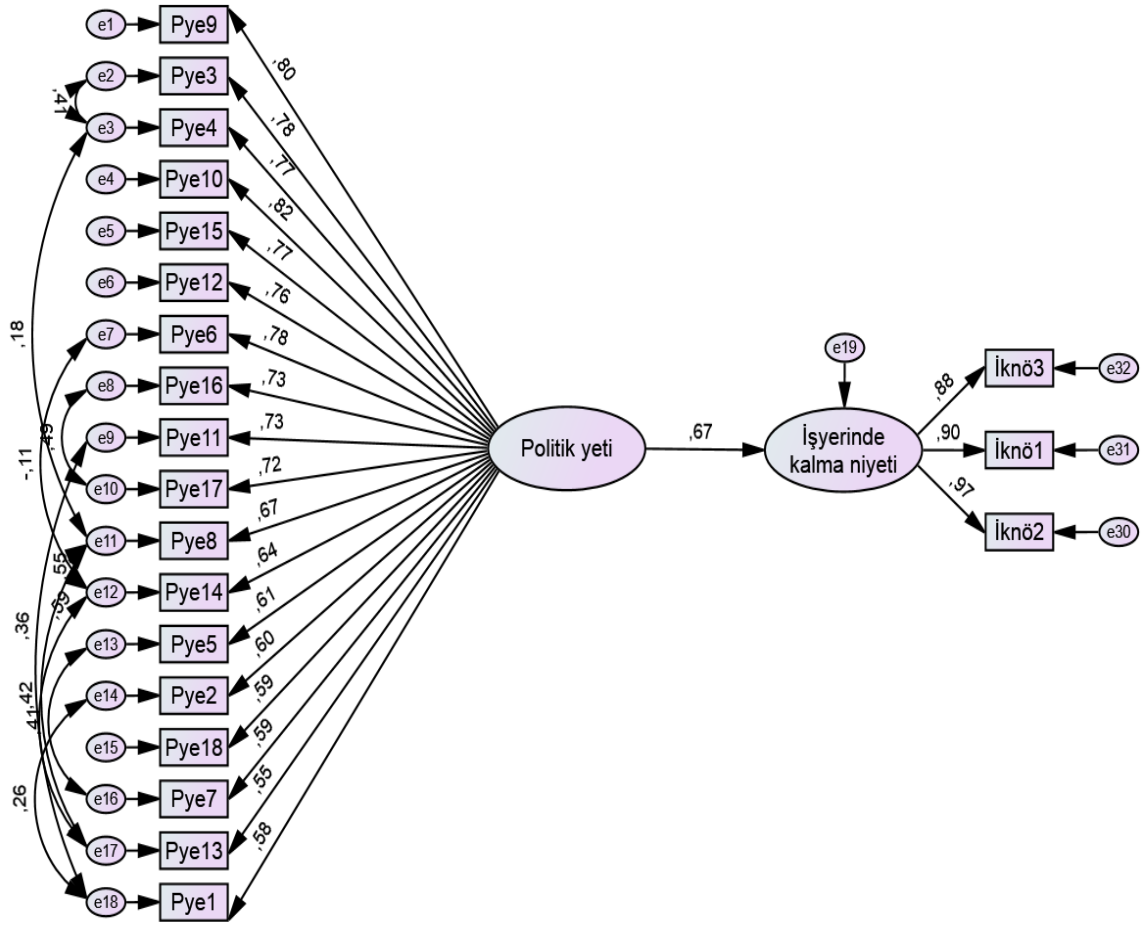 e1
Pye9
,80
e2
Pye3
,78
,41
e3
Pye4
,77
e4
Pye10
,82
e5
Pye15
,77
e6
Pye12
,76
,18
e7
Pye6
,78
e8
Pye16
,73
-,11
,49
e9
Pye11
,73
e10
Pye17
,72
e11
Pye8
,67
,55
,59
e12
Pye14
,64
,36
e13
Pye5
,61
,42
,41
e14
Pye2
,60
e15
Pye18
,59
,26
e16
Pye7
,59
e17
Pye13
,55
e18
Pye1
,58
Politik yeti
,67
e19
İşyerinde
kalma niyeti
,88
İknö3
e32
,90
İknö1
e31
,97
İknö2
e30